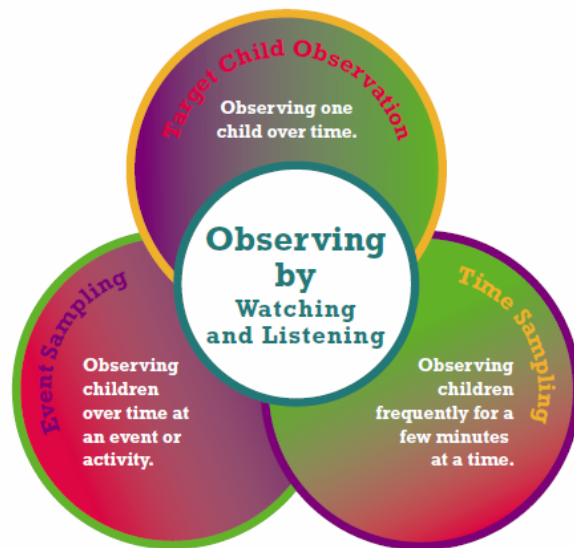 Target Child Observation
Observing one
child over time.
Observing
by
Watching
and Listening
Event Sampling
Observing
children
over time at
an event or
activity.
Time Sampling
Observing
children
frequently for a
few minutes
at a time.